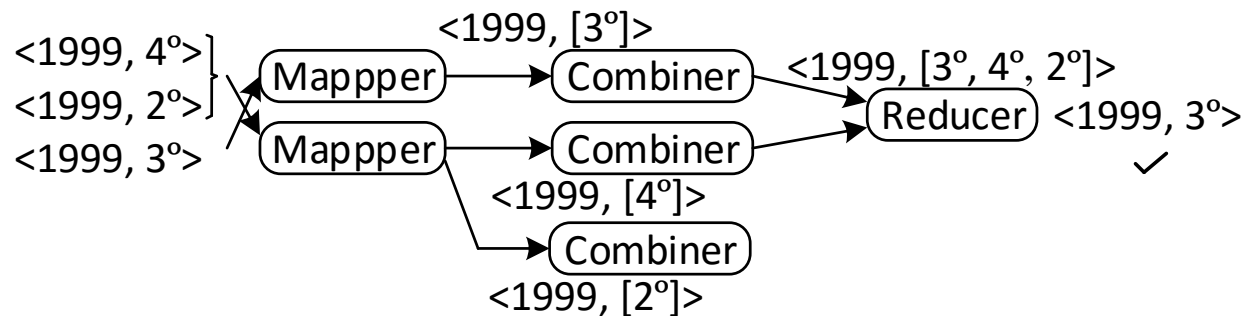 <1999, 4º>
<1999, 2º>
<1999, 3º>
Mappper
Mappper
<1999, [3º]>
Combiner
Combiner
<1999, [4º]>
Combiner
<1999, [2º]>
<1999, [3º, 4º, 2º]>
Reducer
<1999, 3º>